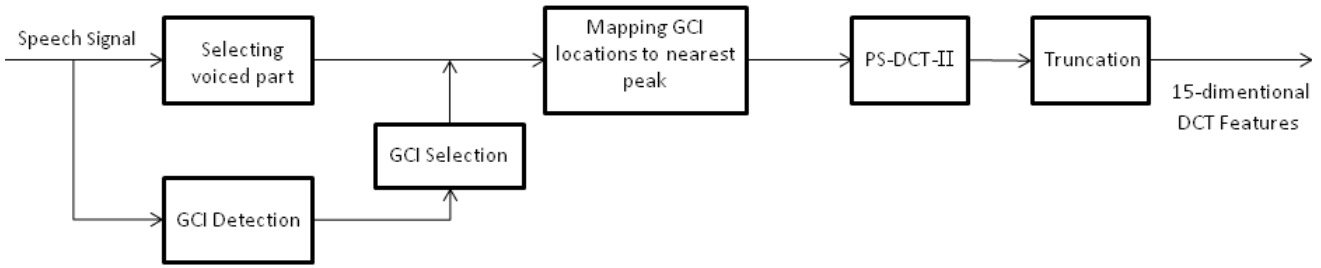 Speech Signal
Selecting
voiced part
Mapping GCI
locations to nearest
peak
PS-DCT-II
Truncation
15-dimentional
DCT Features
GCI Selection
GCI Detection